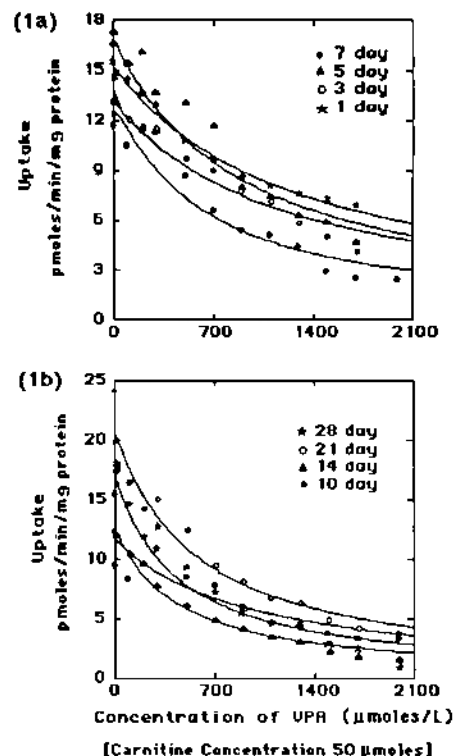 (1a)
18
15
12
9
6
3
0
Uptake
pmoles/min/mg protein
● 7 day
▲ 5 day
○ 3 day
★ 1 day
0 700 1400 2100
(1b)
25
20
15
10
5
0
Uptake
pmoles/min/mg protein
★ 28 day
○ 21 day
▲ 14 day
● 10 day
0 700 1400 2100
Concentration of VPA (μmoles/L)
[Carnitine Concentration 50 μmoles]